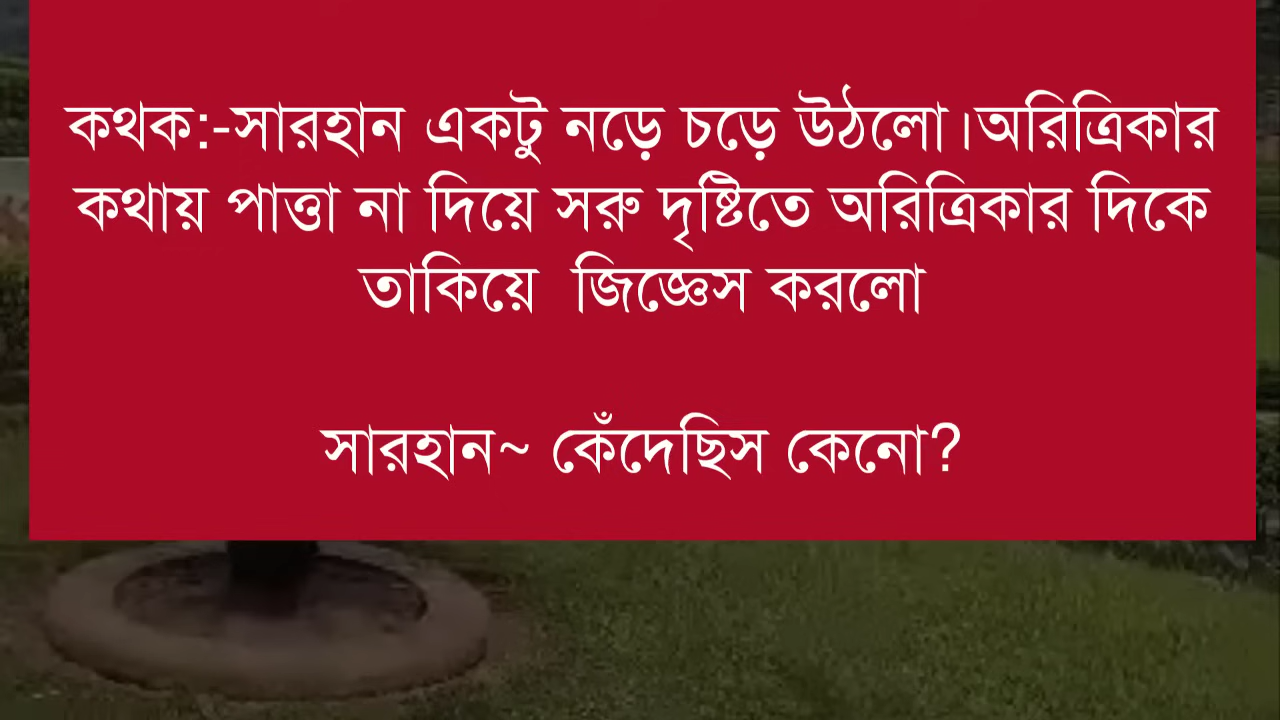 কথক:-সারহান একটু নড়ে চড়ে উঠলো।অরিত্রিকার
কথায় পাত্তা না দিয়ে সরু দৃষ্টিতে অরিত্রিকার দিকে
তাকিয়ে  জিজ্ঞেস করলো
সারহান~ কেঁদেছিস কেনো?